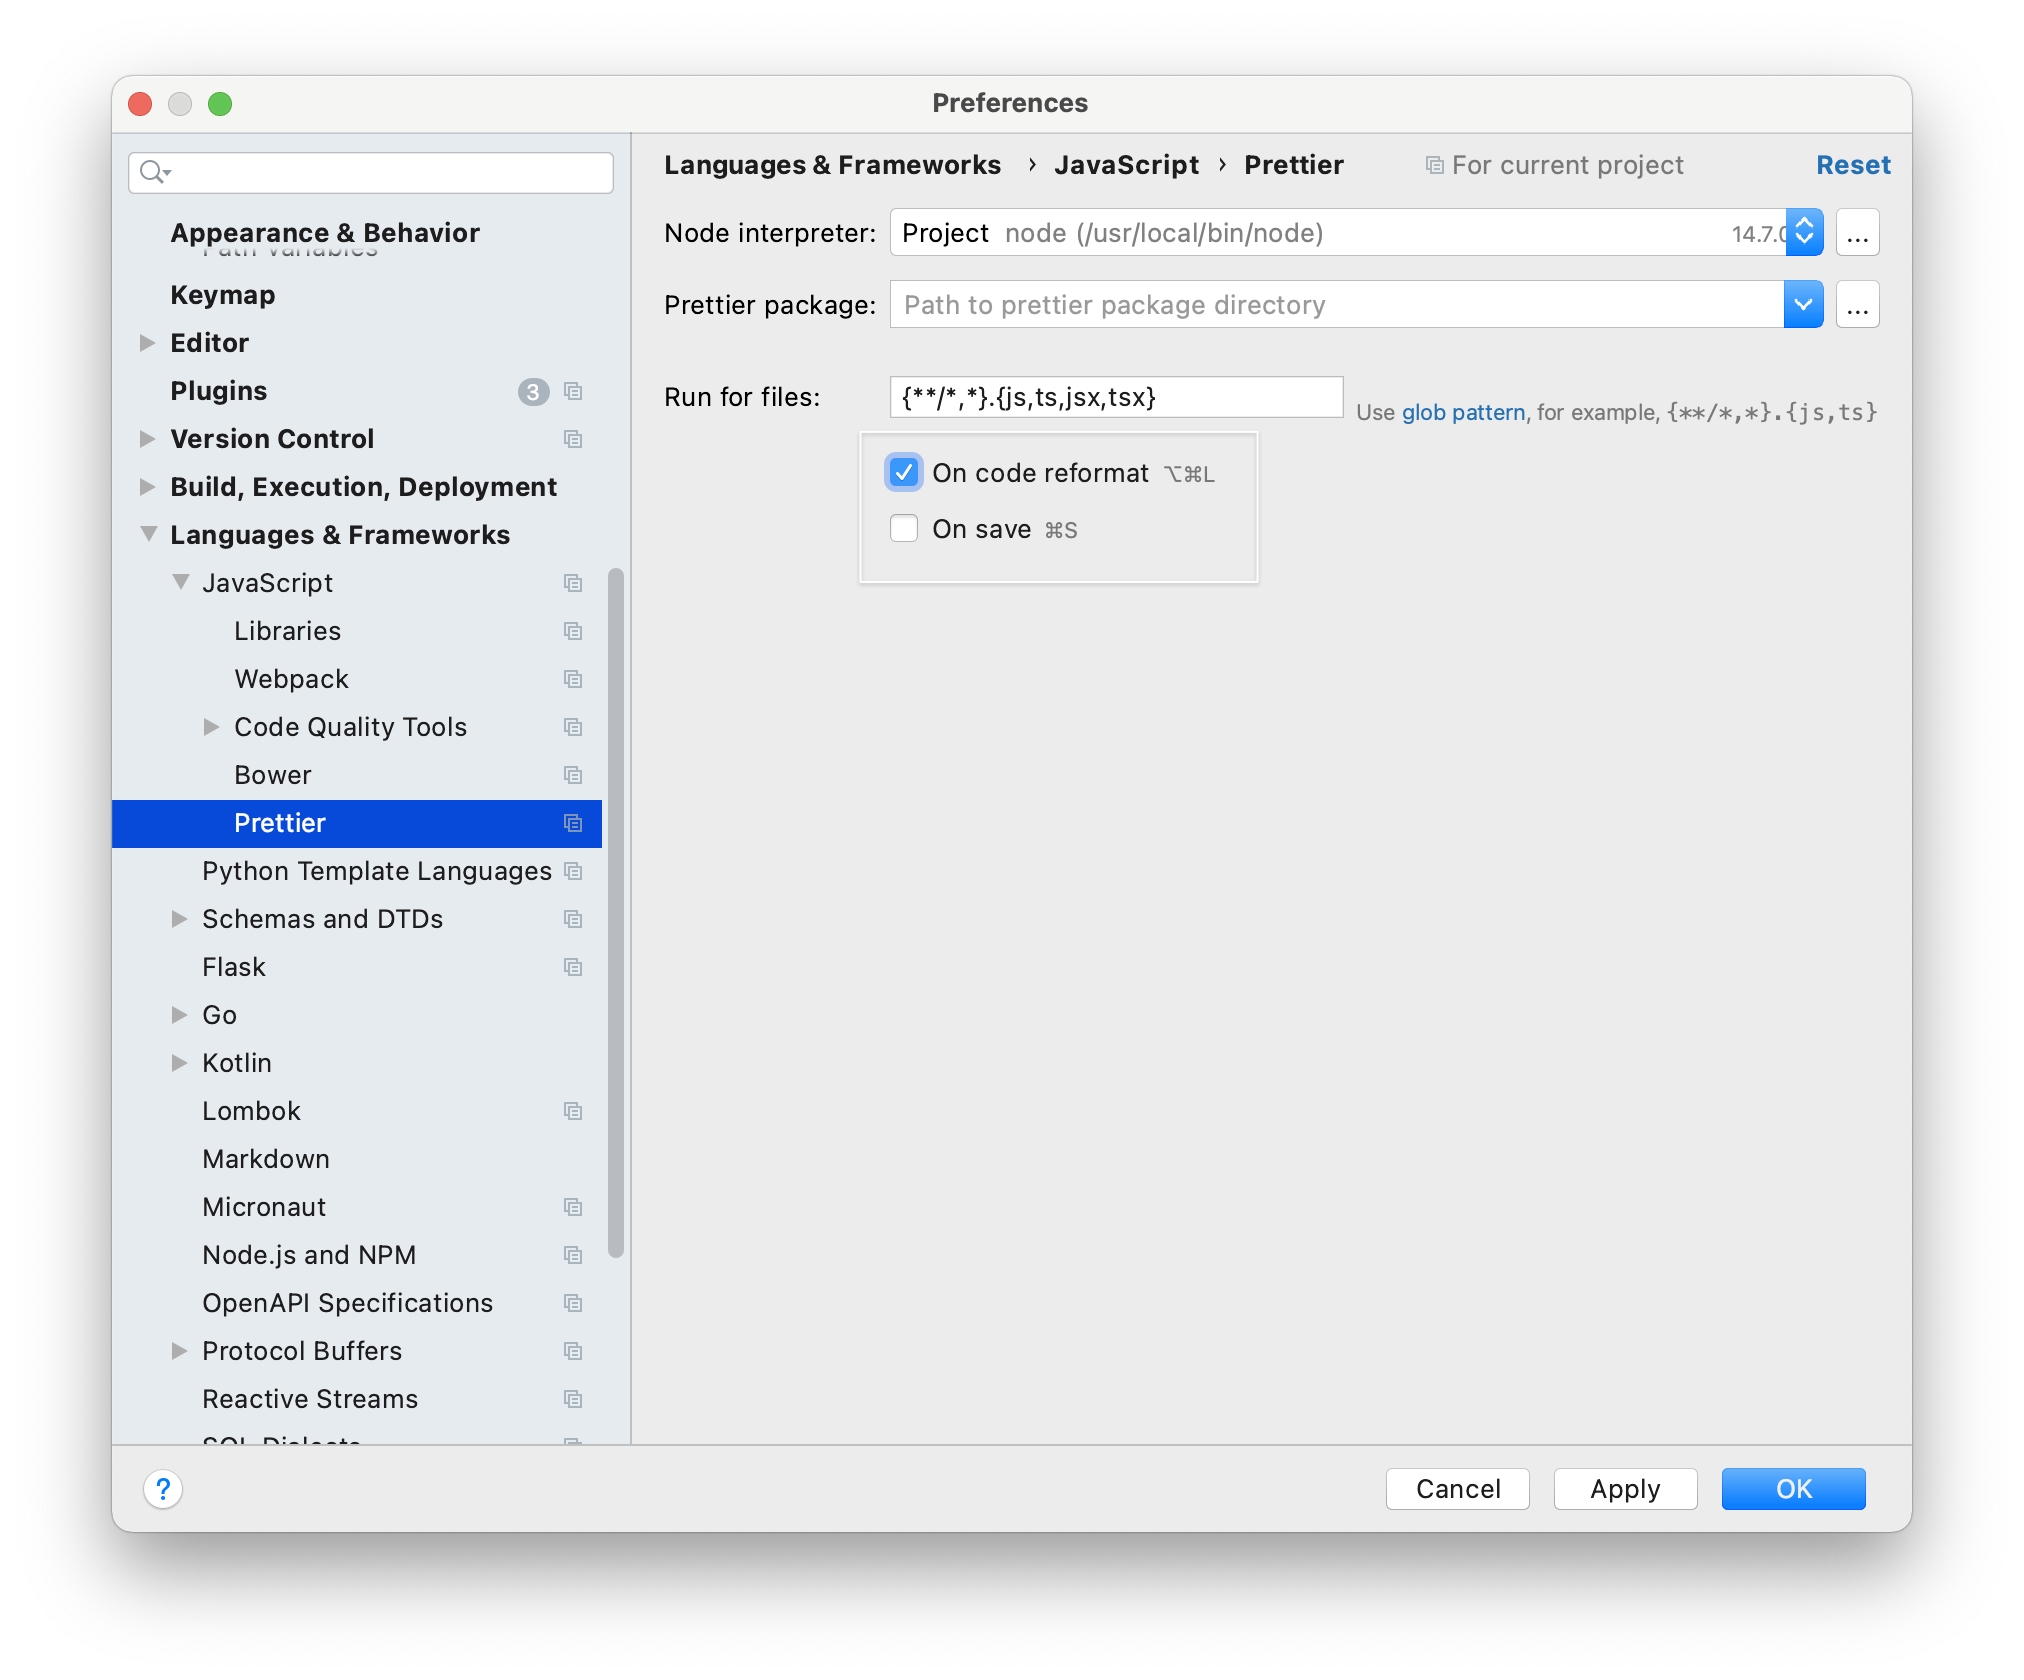 Preferences
Appearance & Behavior
Path Variables
Keymap
Editor
Plugins 3
Version Control
Build, Execution, Deployment
Languages & Frameworks
JavaScript
Libraries
Webpack
Code Quality Tools
Bower
Prettier
Python Template Languages
Schemas and DTDs
Flask
Go
Kotlin
Lombok
Markdown
Micronaut
Node.js and NPM
OpenAPI Specifications
Protocol Buffers
Reactive Streams
SQL Dialects
Languages & Frameworks › JavaScript › Prettier For current project Reset
Node interpreter: Project node (/usr/local/bin/node) 14.7.0 ...
Prettier package: Path to prettier package directory ...
Run for files: {**/*,*}.{js,ts,jsx,tsx} Use glob pattern, for example, {**/*,*}.{js,ts}
On code reformat ⌥⌘L
On save ⌘S
? Cancel Apply OK